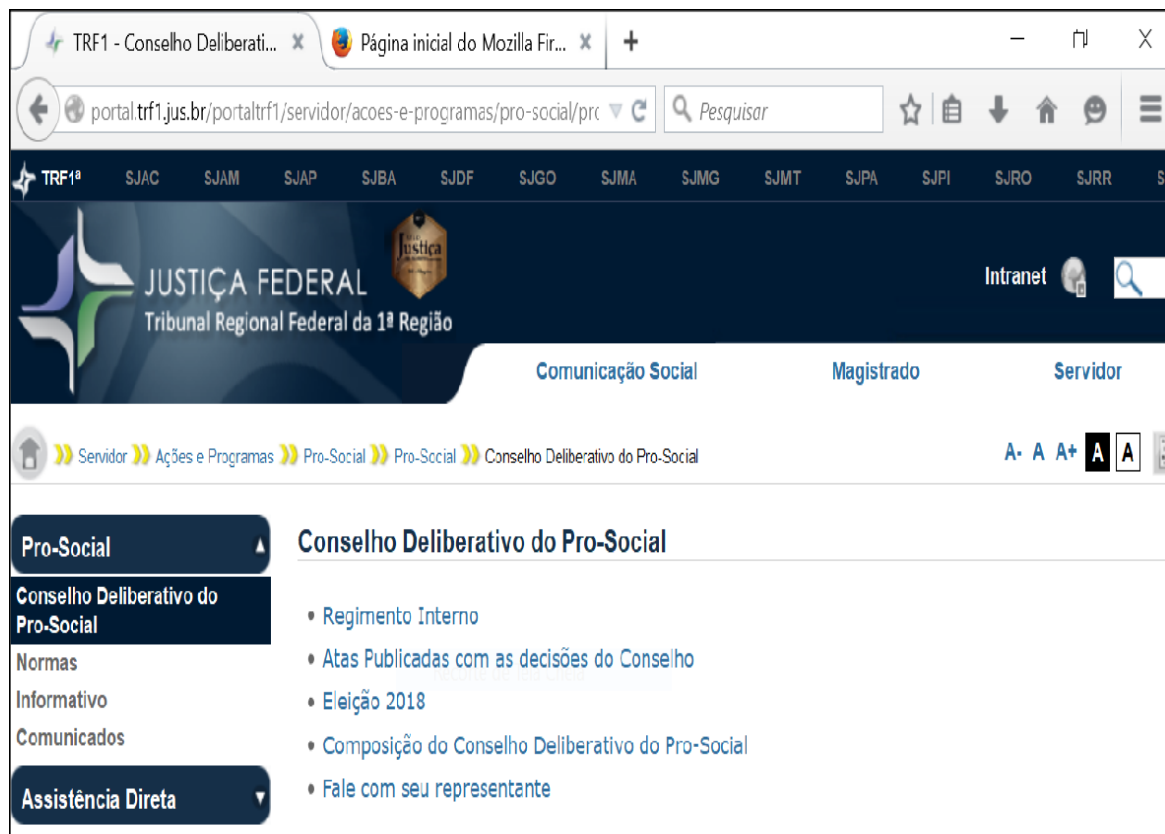 TRF1 - Conselho Deliberati...
Página inicial do Mozilla Fir...
portal.trf1.jus.br/portaltrf1/servidor/acoes-e-programas/pro-social/pro
Pesquisar
TRF1ª SJAC SJAM SJAP SJBA SJDF SJGO SJMA SJMG SJMT SJPA SJPI SJRO SJRR S
Justiça
JUSTIÇA FEDERAL
Tribunal Regional Federal da 1ª Região
Intranet
Comunicação Social Magistrado Servidor
Servidor Ações e Programas Pro-Social Pro-Social Conselho Deliberativo do Pro-Social
A- A A+ A A
Pro-Social
Conselho Deliberativo do
Pro-Social
Normas
Informativo
Comunicados
Assistência Direta
Conselho Deliberativo do Pro-Social
• Regimento Interno
• Atas Publicadas com as decisões do Conselho
• Eleição 2018
• Composição do Conselho Deliberativo do Pro-Social
• Fale com seu representante